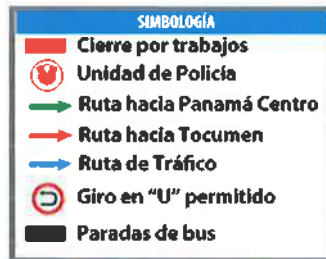 SIMBOLOGÍA
Cierre por trabajos
Unidad de Policía
Ruta hacia Panamá Centro
Ruta hacia Tocumen
Ruta de Tráfico
Giro en "U" permitido
Paradas de bus